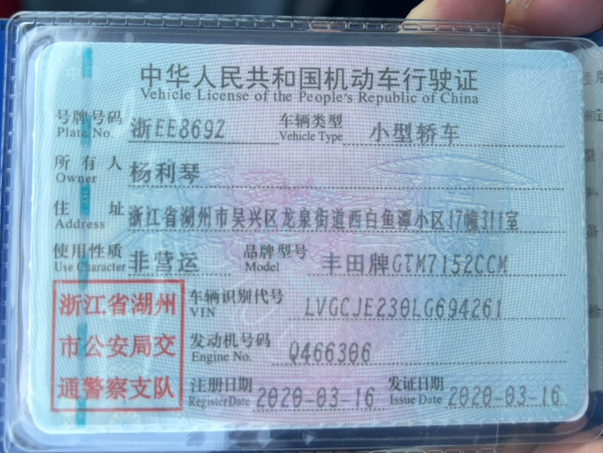 中华人民共和国机动车行驶证
Vehicle License of the People's Republic of China
号牌号码 浙EE869Z 车辆类型 小型轿车
Plate No. Vehicle Type
所有人 杨利琴
Owner
住址 浙江省湖州市吴兴区龙泉街道西白鱼潭小区17幢311室
Address
使用性质 非营运 品牌型号 丰田牌GTM7152CCM
Use Character Model
浙江省湖州 车辆识别代号 LVGCJE230LG694261
VIN
市公安局交 发动机号码 Q466306
Engine No.
通警察支队 注册日期 2020-03-16 发证日期 2020-03-16
Register Date Issue Date